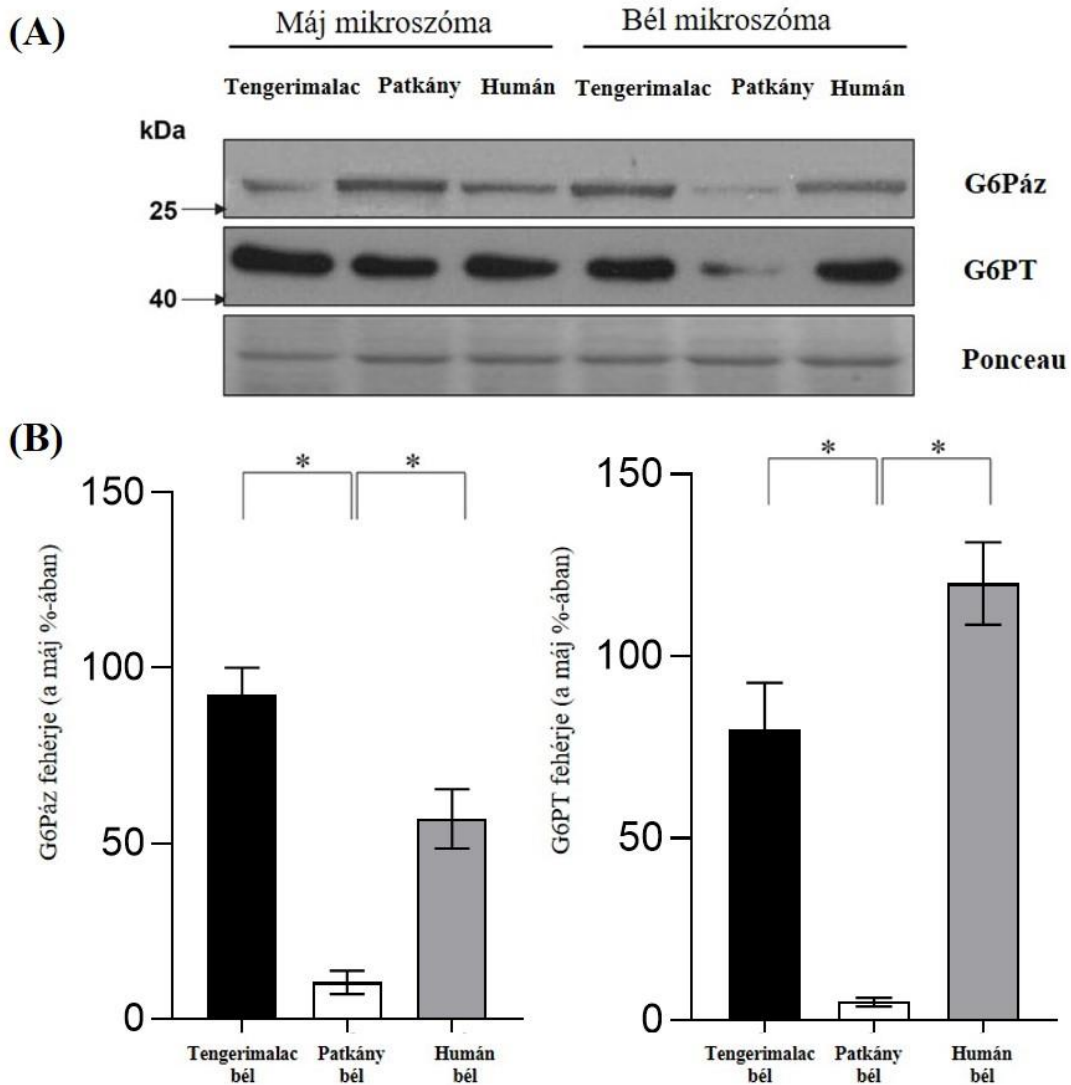 (A)
Máj mikroszóma Bél mikroszóma
Tengerimalac Patkány Humán Tengerimalac Patkány Humán
kDa
25
G6Páz
40
G6PT
Ponceau
(B)
* *
150
100
50
0
G6Páz fehérje (a máj %-ában)
Tengerimalac bél
Patkány bél
Humán bél
* *
150
100
50
0
G6PT fehérje (a máj %-ában)
Tengerimalac bél
Patkány bél
Humán bél